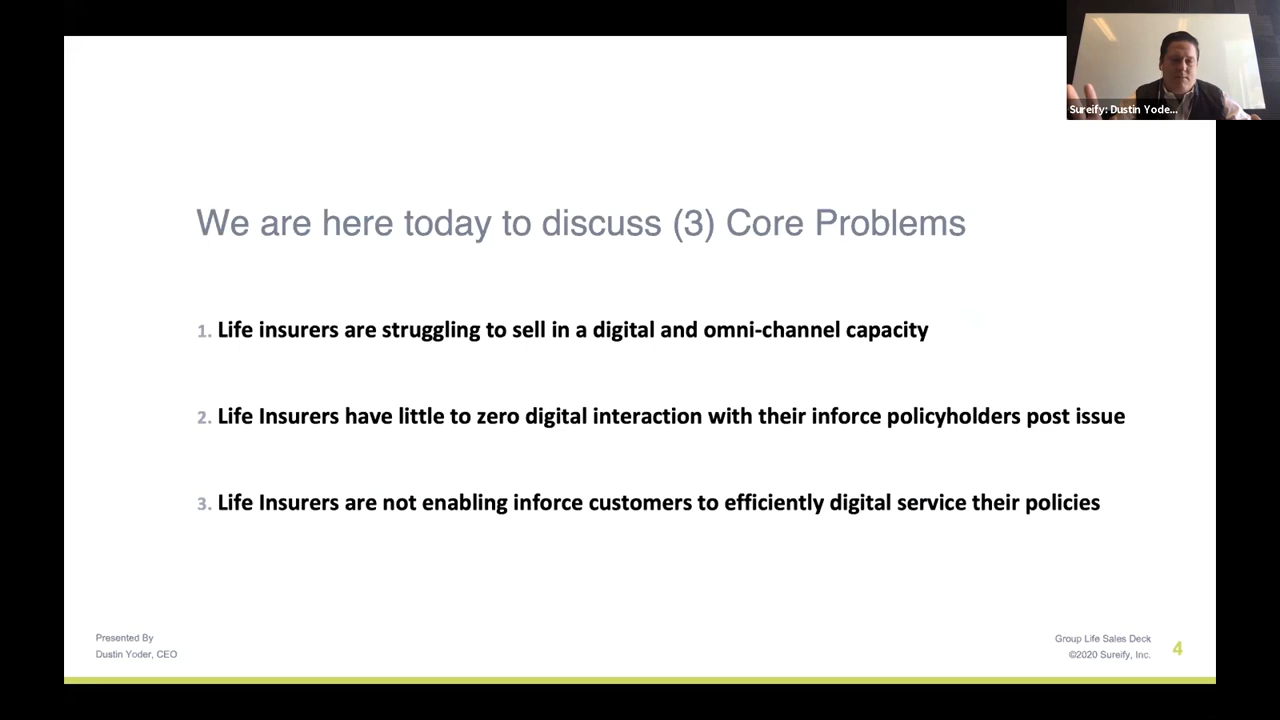 Sureify: Dustin Yode...
We are here today to discuss (3) Core Problems
1. Life insurers are struggling to sell in a digital and omni-channel capacity
2. Life Insurers have little to zero digital interaction with their inforce policyholders post issue
3. Life Insurers are not enabling inforce customers to efficiently digital service their policies
Presented By
Dustin Yoder, CEO
Group Life Sales Deck
©2020 Sureify, Inc.
4